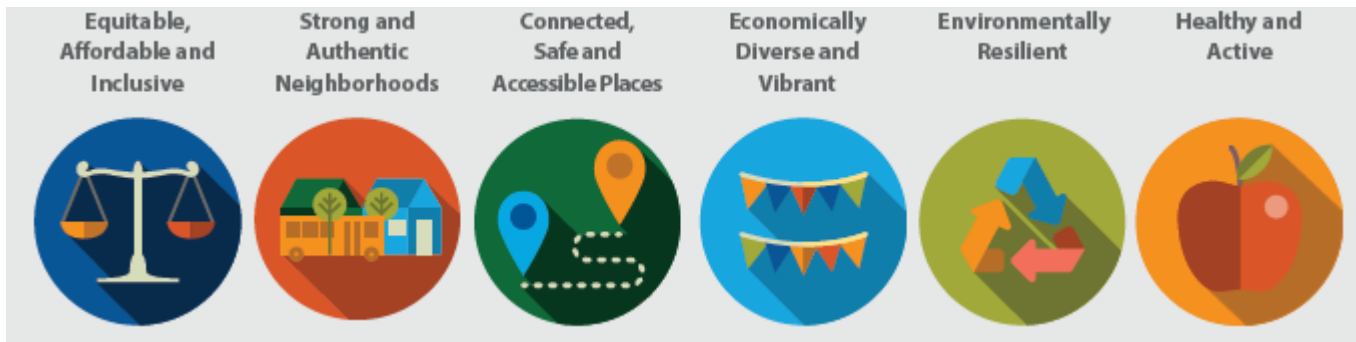 Equitable,
Affordable and
Inclusive
Strong and
Authentic
Neighborhoods
Connected,
Safe and
Accessible Places
Economically
Diverse and
Vibrant
Environmentally
Resilient
Healthy and
Active